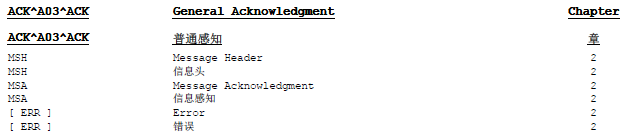 ACK^A03^ACK General Acknowledgment Chapter
ACK^A03^ACK 普通感知 章
MSH Message Header 2
MSH 信息头 2
MSA Message Acknowledgment 2
MSA 信息感知 2
[ ERR ] Error 2
[ ERR ] 错误 2